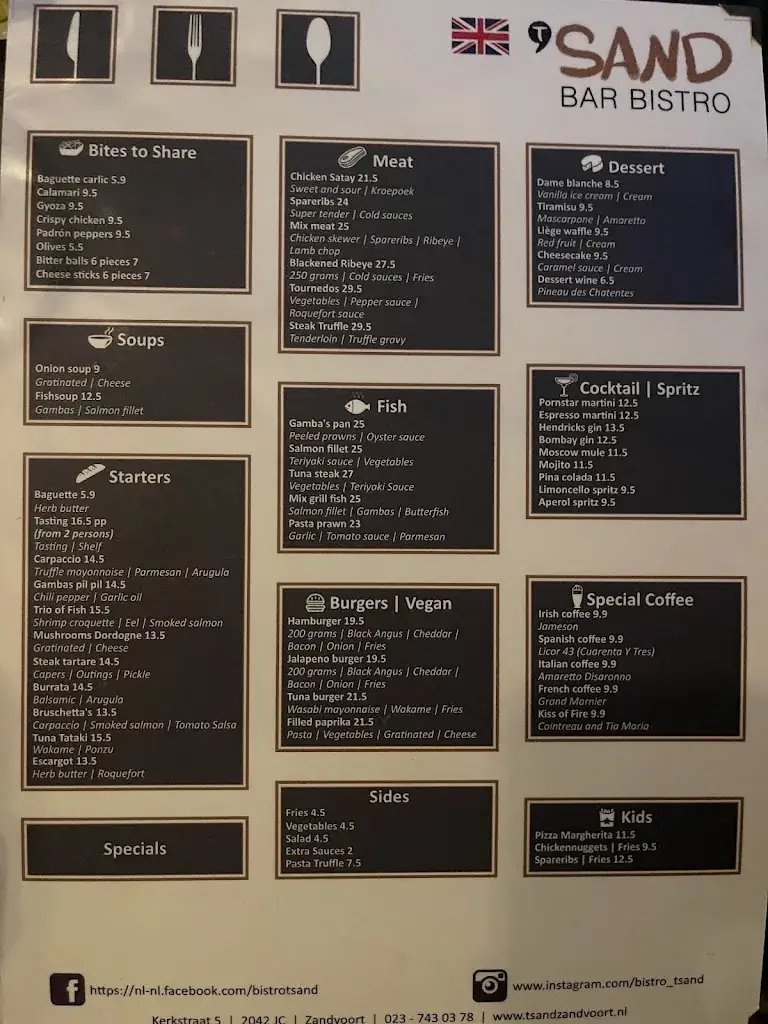 'T SAND
BAR BISTRO
Bites to Share
Baguette carlic 5.9
Calamari 9.5
Gyoza 9.5
Crispy chicken 9.5
Padrón peppers 9.5
Olives 5.5
Bitter balls 6 pieces 7
Cheese sticks 6 pieces 7
Soups
Onion soup 9
Gratinated | Cheese
Fishsoup 12.5
Gambas | Salmon fillet
Starters
Baguette 5.9
Herb butter
Tasting 16.5 pp
(from 2 persons)
Tasting | Shelf
Carpaccio 14.5
Truffle mayonnaise | Parmesan | Arugula
Gambas pil pil 14.5
Chili pepper | Garlic oil
Trio of Fish 15.5
Shrimp croquette | Eel | Smoked salmon
Mushrooms Dordogne 13.5
Gratinated | Cheese
Steak tartare 14.5
Capers | Outings | Pickle
Burrata 14.5
Balsamic | Arugula
Bruschetta's 13.5
Carpaccio | Smoked salmon | Tomato Salsa
Tuna Tataki 15.5
Wakame | Ponzu
Escargot 13.5
Herb butter | Roquefort
Specials
Meat
Chicken Satay 21.5
Sweet and sour | Kroepoek
Spareribs 24
Super tender | Cold sauces
Mix meat 25
Chicken skewer | Spareribs | Ribeye |
Lamb chop
Blackened Ribeye 27.5
250 grams | Cold sauces | Fries
Tournedos 29.5
Vegetables | Pepper sauce |
Roquefort sauce
Steak Truffle 29.5
Tenderloin | Truffle gravy
Fish
Gamba's pan 25
Peeled prawns | Oyster sauce
Salmon fillet 25
Teriyaki sauce | Vegetables
Tuna steak 27
Vegetables | Teriyaki Sauce
Mix grill fish 25
Salmon fillet | Gambas | Butterfish
Pasta prawn 23
Garlic | Tomato sauce | Parmesan
Burgers | Vegan
Hamburger 19.5
200 grams | Black Angus | Cheddar |
Bacon | Onion | Fries
Jalapeno burger 19.5
200 grams | Black Angus | Cheddar |
Bacon | Onion | Fries
Tuna burger 21.5
Wasabi mayonnaise | Wakame | Fries
Filled paprika 21.5
Pasta | Vegetables | Gratinated | Cheese
Sides
Fries 4.5
Vegetables 4,5
Salad 4.5
Extra Sauces 2
Pasta Truffle 7.5
Dessert
Dame blanche 8.5
Vanilla ice cream | Cream
Tiramisu 9.5
Mascarpone | Amaretto
Liège waffle 9.5
Red fruit | Cream
Cheesecake 9.5
Caramel sauce | Cream
Dessert wine 6.5
Pineau des Chatentes
Cocktail | Spritz
Pornstar martini 12.5
Espresso martini 12.5
Hendricks gin 13.5
Bombay gin 12.5
Moscow mule 11.5
Mojito 11.5
Pina colada 11.5
Limoncello spritz 9.5
Aperol spritz 9.5
Special Coffee
Irish coffee 9.9
Jameson
Spanish coffee 9.9
Licor 43 (Cuarenta Y Tres)
Italian coffee 9.9
Amaretto Disaronno
French coffee 9.9
Grand Marnier
Kiss of Fire 9.9
Cointreau and Tia Maria
Kids
Pizza Margherita 11.5
Chickennuggets | Fries 9.5
Spareribs | Fries 12.5
https://nl-nl.facebook.com/bistrotsand
www.instagram.com/bistro_tsand
Kerkstraat 5 | 2042 JC | Zandvoort | 023 - 743 03 78 | www.tsandzandvoort.nl